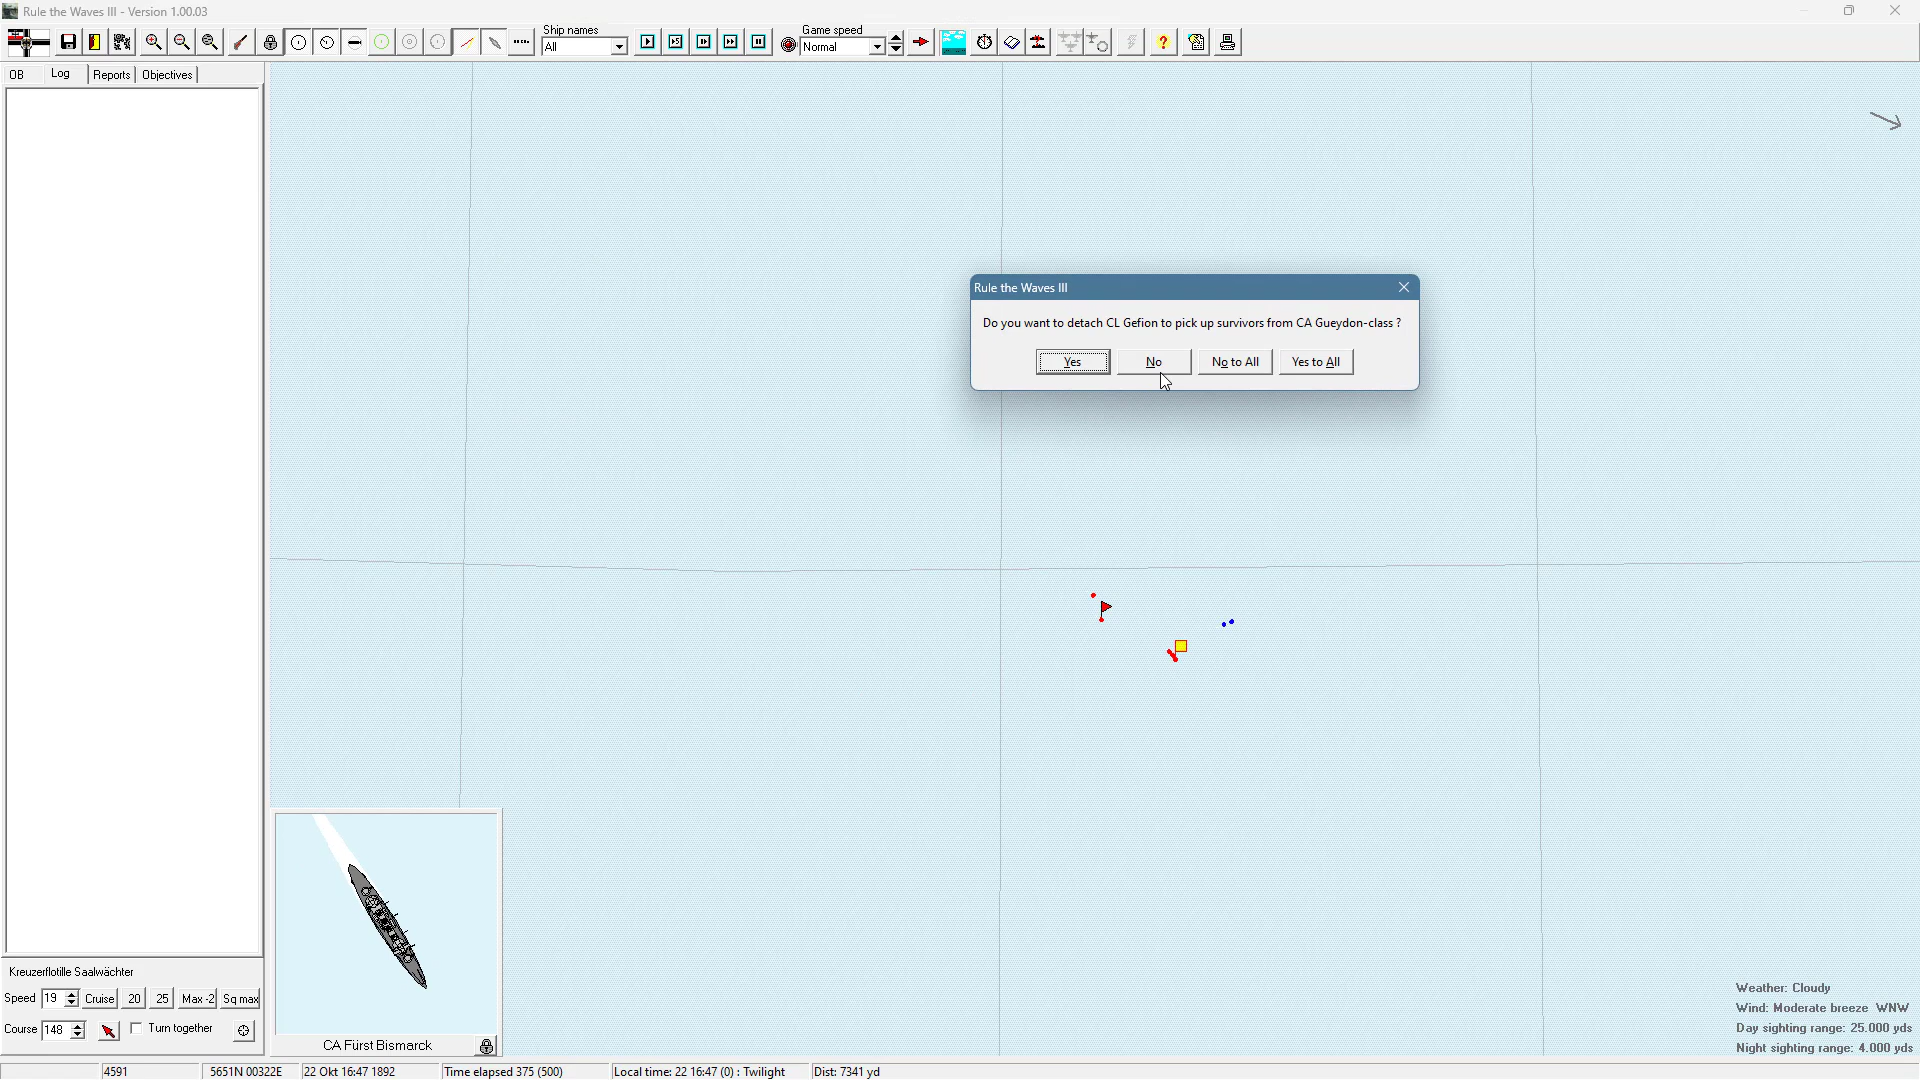 Rule the Waves III - Version 1.00.03
Ship names
All
Game speed
Normal
OB
Log
Reports
Objectives
Rule the Waves III
Do you want to detach CL Gefion to pick up survivors from CA Gueydon-class ?
Yes
No
No to All
Yes to All
Kreuzerflotille Saalwächter
Speed 19 Cruise 20 25 Max -2 Sq max
Course 148 Turn together
CA Fürst Bismarck
Weather: Cloudy
Wind: Moderate breeze WNW
Day sighting range: 25.000 yds
Night sighting range: 4.000 yds
4591 5651N 00322E 22 Okt 16:47 1892 Time elapsed 375 (500) Local time: 22 16:47 (0) : Twilight Dist: 7341 yd